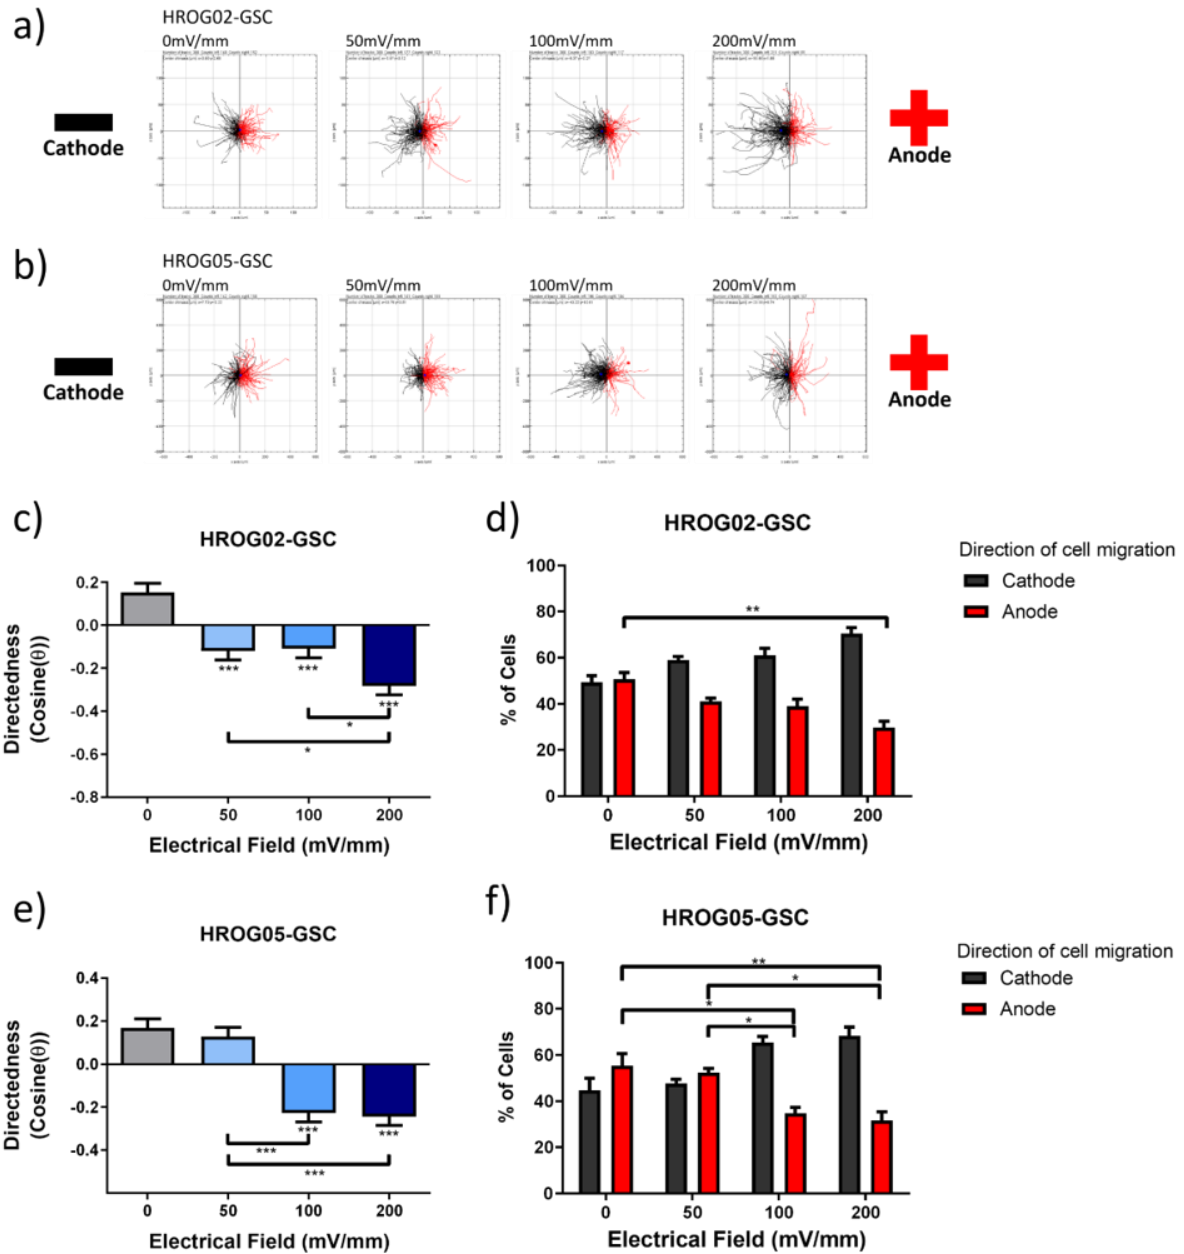 a)
HROG02-GSC
0mV/mm 50mV/mm 100mV/mm 200mV/mm
Cathode
Anode
b)
HROG05-GSC
0mV/mm 50mV/mm 100mV/mm 200mV/mm
Cathode
Anode
c)
HROG02-GSC
Directedness
(Cosine(θ))
0.2
0.0
-0.2
-0.4
-0.6
-0.8
***
***
***
*
*
0 50 100 200
Electrical Field (mV/mm)
d)
HROG02-GSC
% of Cells
100
80
60
40
20
0
**
0 50 100 200
Electrical Field (mV/mm)
Direction of cell migration
Cathode
Anode
e)
HROG05-GSC
Directedness
(Cosine(θ))
0.4
0.2
0.0
-0.2
-0.4
***
***
***
***
0 50 100 200
Electrical Field (mV/mm)
f)
HROG05-GSC
% of Cells
100
80
60
40
20
0
**
*
*
*
0 50 100 200
Electrical Field (mV/mm)
Direction of cell migration
Cathode
Anode